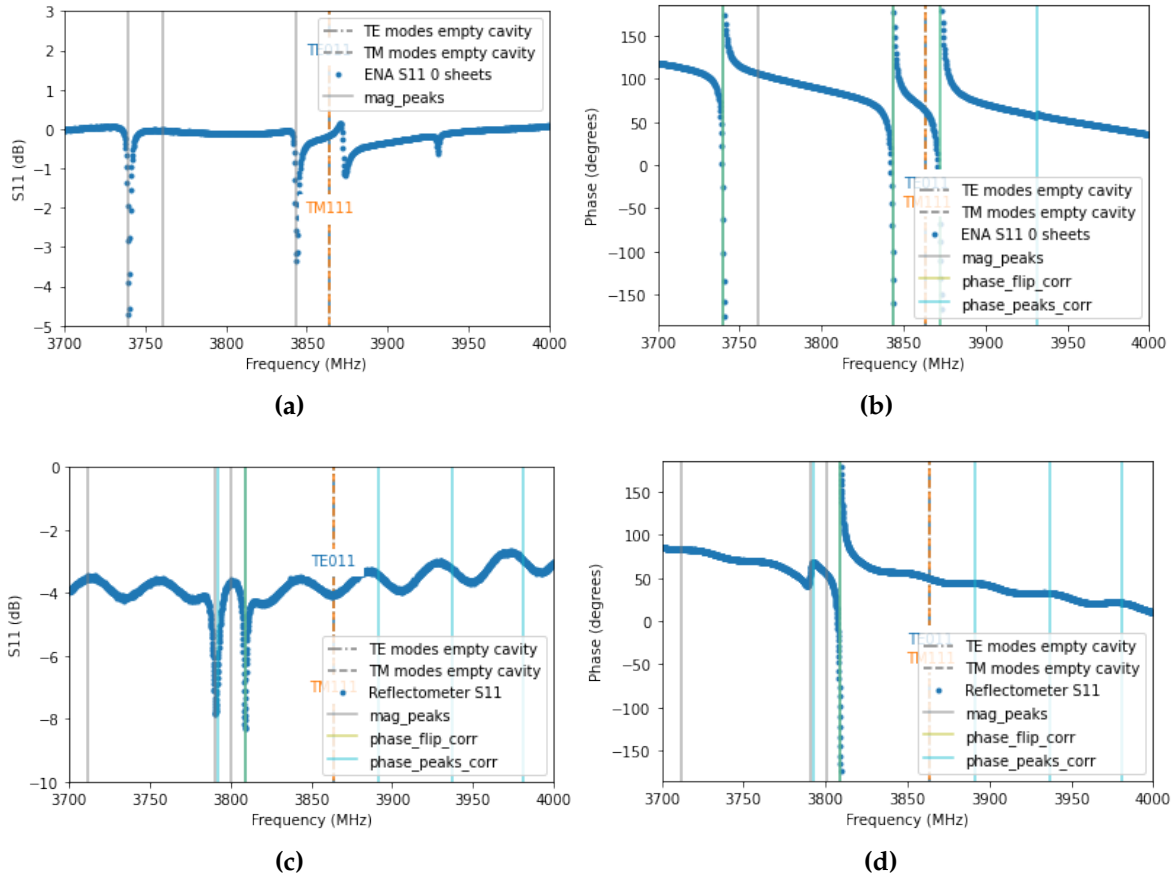 3
2
1
0
−1
−2
−3
4
5
S11 (dB)
3700 3750 3800 3850 3900 3950 4000
Frequency (MHz)
TE011
TM111
TE modes empty cavity
TM modes empty cavity
ENA S11 0 sheets
mag_peaks
(a)
150
100
50
0
−50
−100
−150
Phase (degrees)
3700 3750 3800 3850 3900 3950 4000
Frequency (MHz)
TE011
TM111
TE modes empty cavity
TM modes empty cavity
ENA S11 0 sheets
mag_peaks
phase_flip_corr
phase_peaks_corr
(b)
0
−2
−4
−6
−8
−10
S11 (dB)
3700 3750 3800 3850 3900 3950 4000
Frequency (MHz)
TE011
TM111
TE modes empty cavity
TM modes empty cavity
Reflectometer S11
mag_peaks
phase_flip_corr
phase_peaks_corr
(c)
150
100
50
0
−50
−100
−150
Phase (degrees)
3700 3750 3800 3850 3900 3950 4000
Frequency (MHz)
TE011
TM111
TE modes empty cavity
TM modes empty cavity
Reflectometer S11
mag_peaks
phase_flip_corr
phase_peaks_corr
(d)